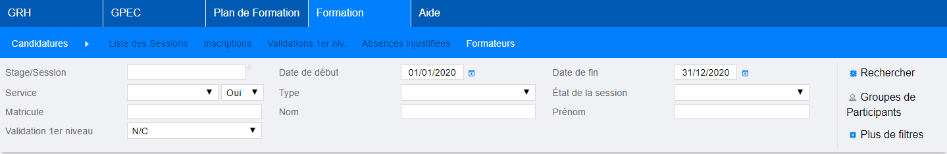 GRH GPEC Plan de Formation Formation Aide
Candidatures Liste des Sessions Inscriptions Validations 1er niv. Absences injustifiées Formateurs
Stage/Session Date de début 01/01/2020 Date de fin 31/12/2020 Rechercher
Service Oui Type État de la session Groupes de Participants
Matricule Nom Prénom
Validation 1er niveau N/C Plus de filtres